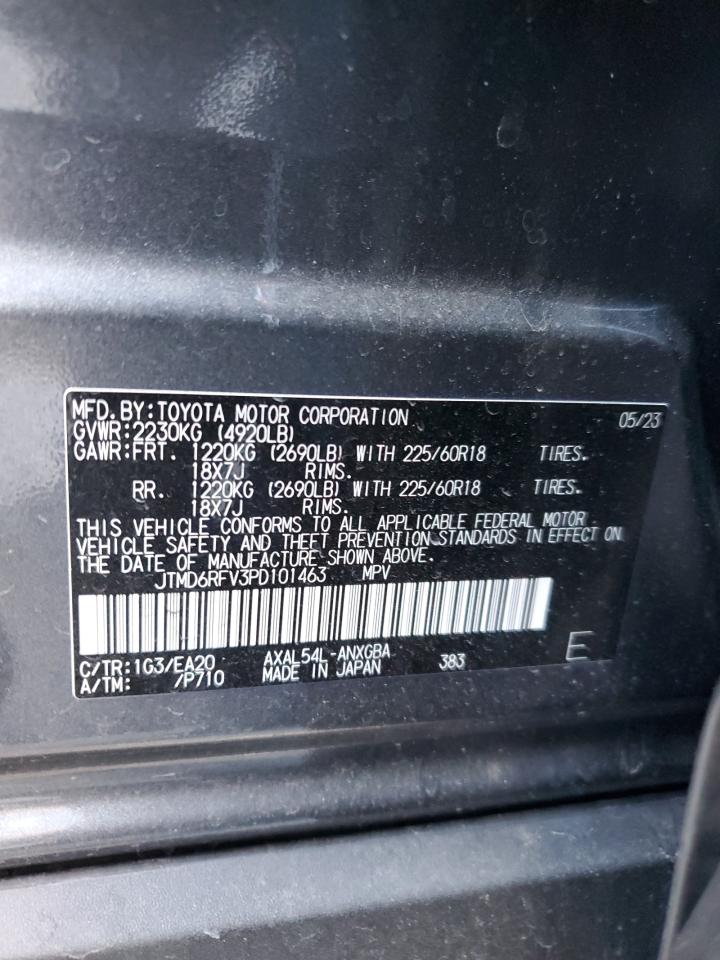 MFD.BY:TOYOTA MOTOR CORPORATION 05/23
GVWR:2230KG (4920LB)
GAWR:FRT. 1220KG (2690LB) WITH 225/60R18 TIRES.
18X7J RIMS.
RR. 1220KG (2690LB) WITH 225/60R18 TIRES.
18X7J RIMS.
THIS VEHICLE CONFORMS TO ALL APPLICABLE FEDERAL MOTOR
VEHICLE SAFETY AND THEFT PREVENTION STANDARDS IN EFFECT ON
THE DATE OF MANUFACTURE SHOWN ABOVE.
JTMD6RFV3PD101463 MPV
C/TR:1G3/EA20 AXAL54L-ANXGBA 383 E
A/TM: /P710 MADE IN JAPAN